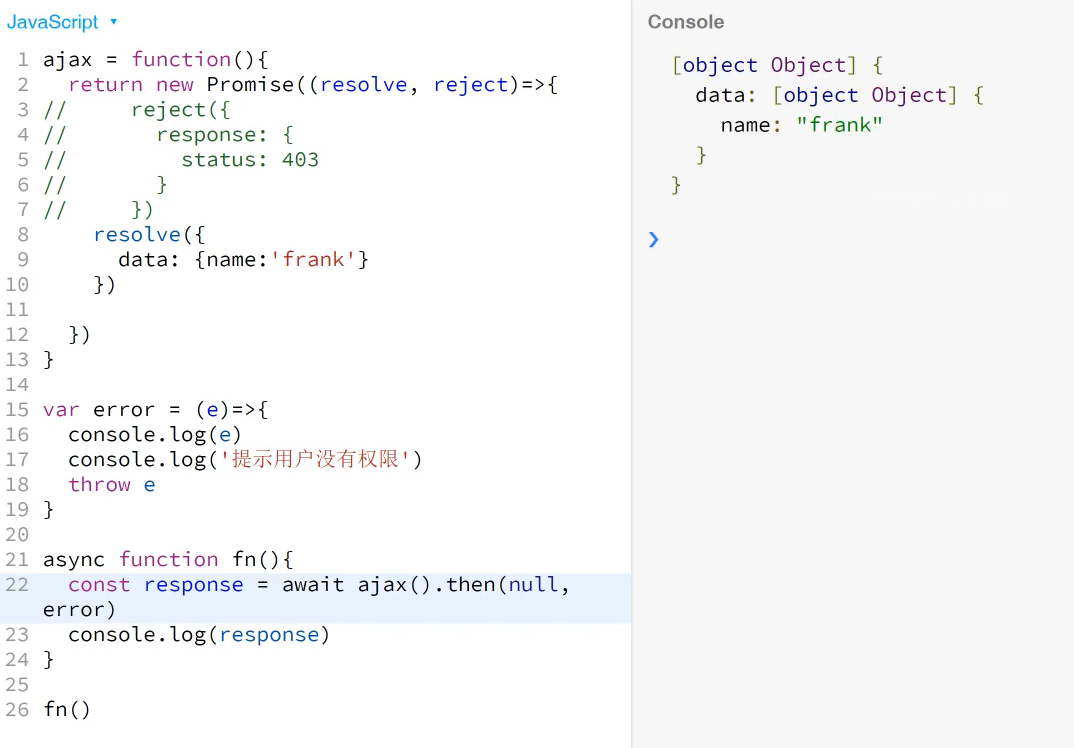 JavaScript ▾
Console
1 ajax = function(){
2   return new Promise((resolve, reject)=>{
3 //     reject({
4 //       response: {
5 //         status: 403
6 //       }
7 //     })
8     resolve({
9       data: {name:'frank'}
10     })
11
12   })
13 }
14
15 var error = (e)=>{
16   console.log(e)
17   console.log('提示用户没有权限')
18   throw e
19 }
20
21 async function fn(){
22   const response = await ajax().then(null,
error)
23   console.log(response)
24 }
25
26 fn()
[object Object] {
  data: [object Object] {
    name: "frank"
  }
}
❯